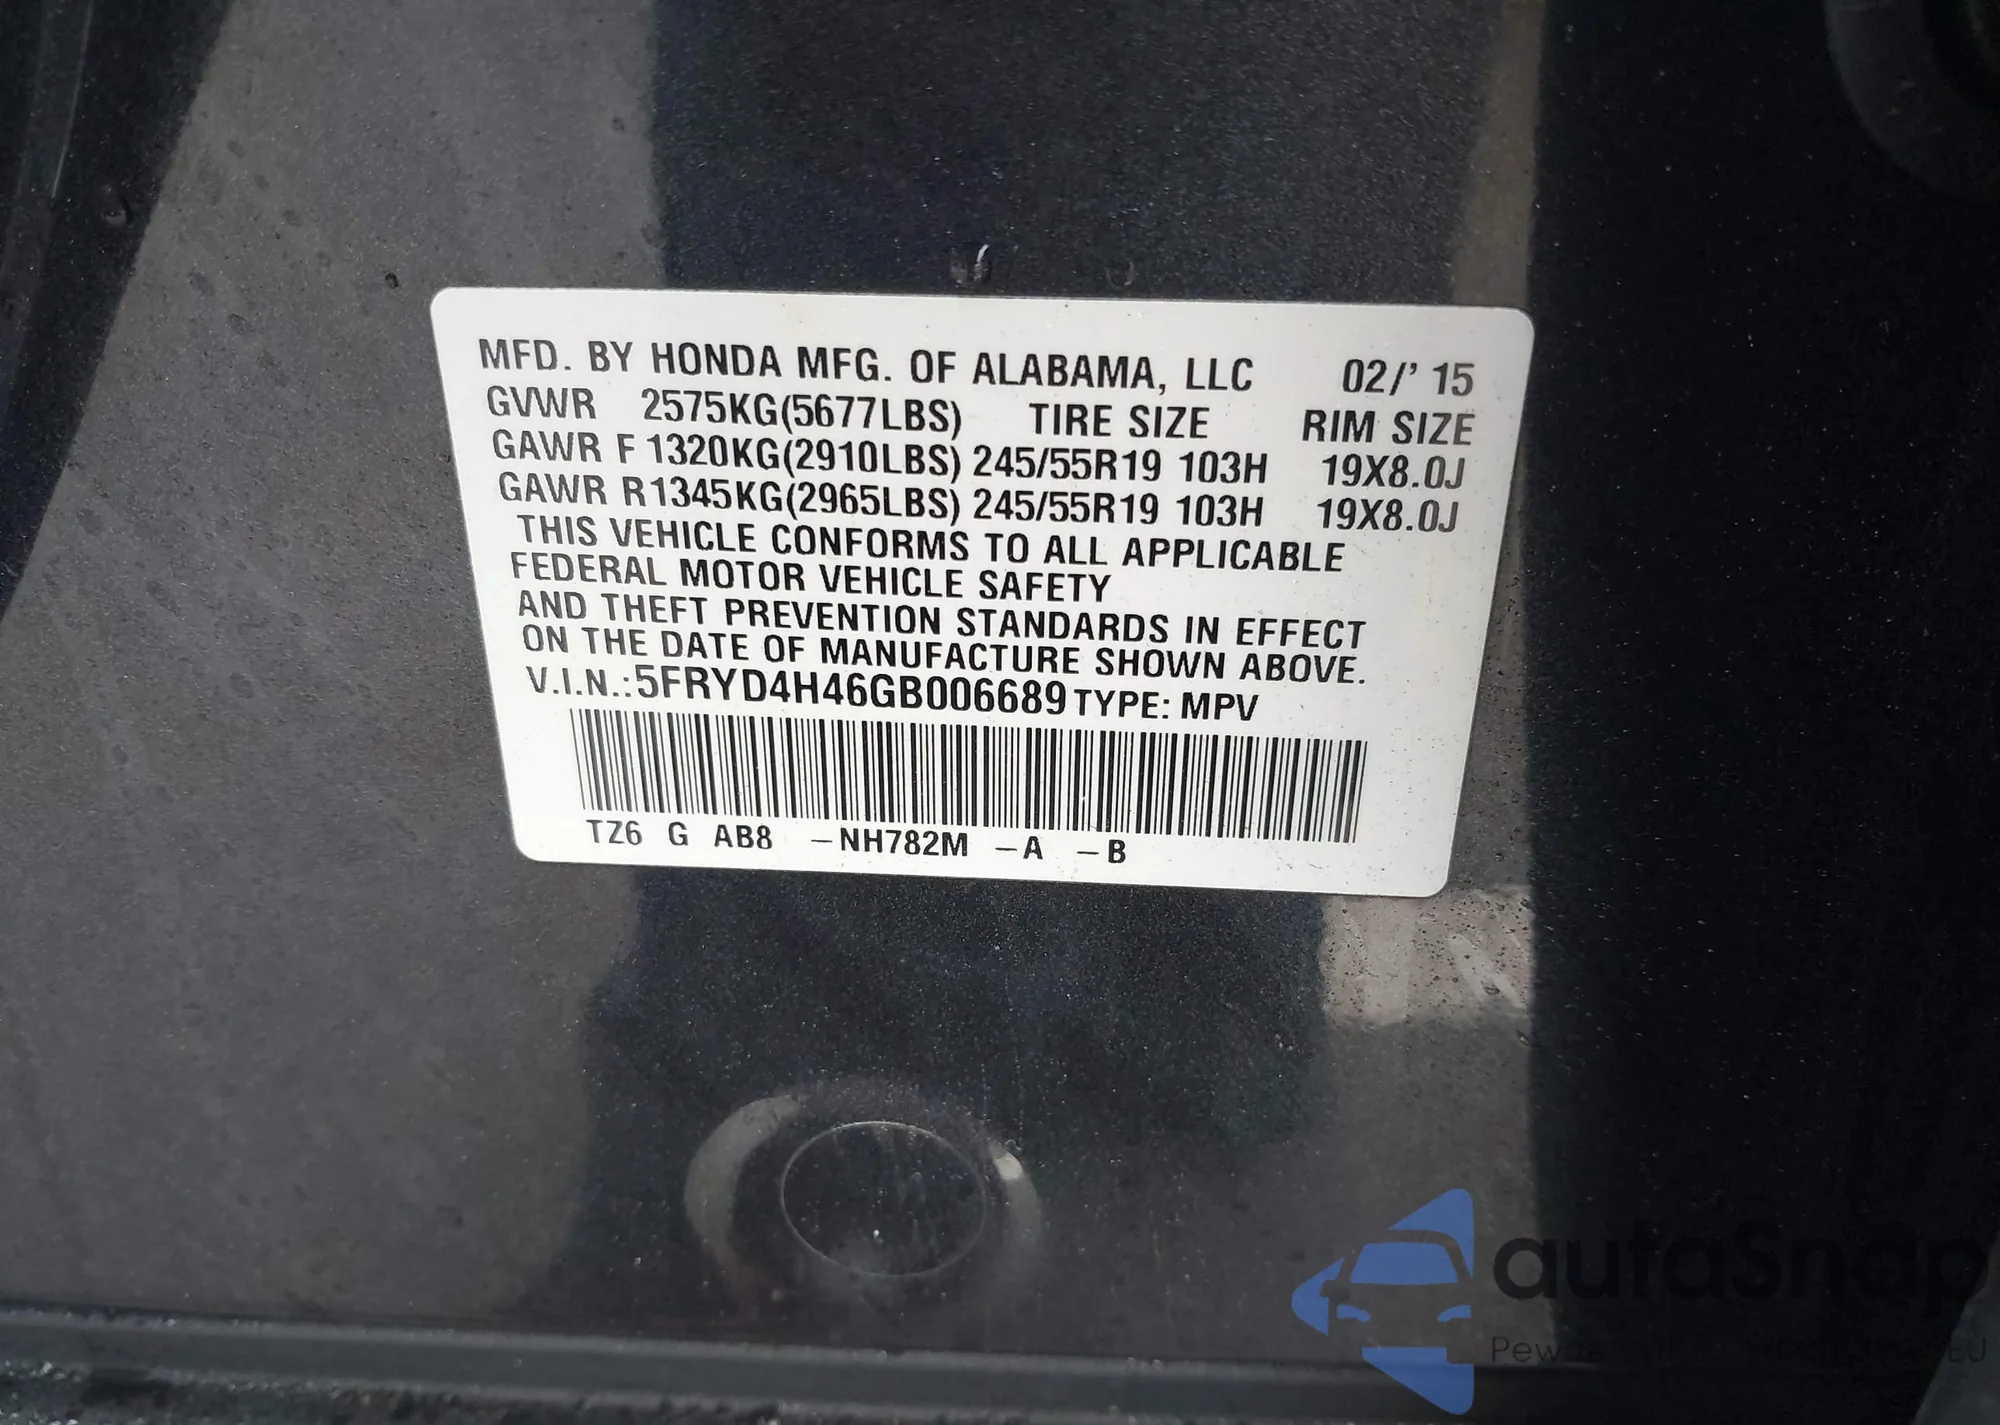 MFD. BY HONDA MFG. OF ALABAMA, LLC 02/' 15
GVWR 2575KG(5677LBS) TIRE SIZE RIM SIZE
GAWR F 1320KG(2910LBS) 245/55R19 103H 19X8.0J
GAWR R1345KG(2965LBS) 245/55R19 103H 19X8.0J
THIS VEHICLE CONFORMS TO ALL APPLICABLE
FEDERAL MOTOR VEHICLE SAFETY
AND THEFT PREVENTION STANDARDS IN EFFECT
ON THE DATE OF MANUFACTURE SHOWN ABOVE.
V.I.N.:5FRYD4H46GB006689 TYPE: MPV
TZ6 G AB8 -NH782M -A -B
autaSnap